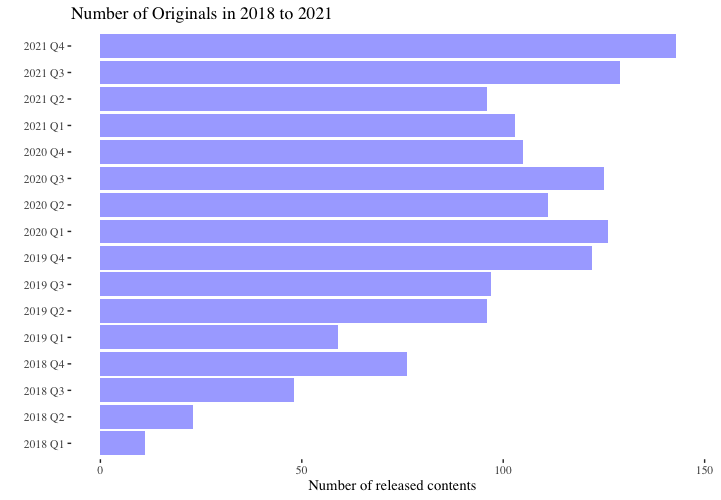 Number of Originals in 2018 to 2021
2021 Q4
2021 Q3
2021 Q2
2021 Q1
2020 Q4
2020 Q3
2020 Q2
2020 Q1
2019 Q4
2019 Q3
2019 Q2
2019 Q1
2018 Q4
2018 Q3
2018 Q2
2018 Q1
0 50 100 150
Number of released contents